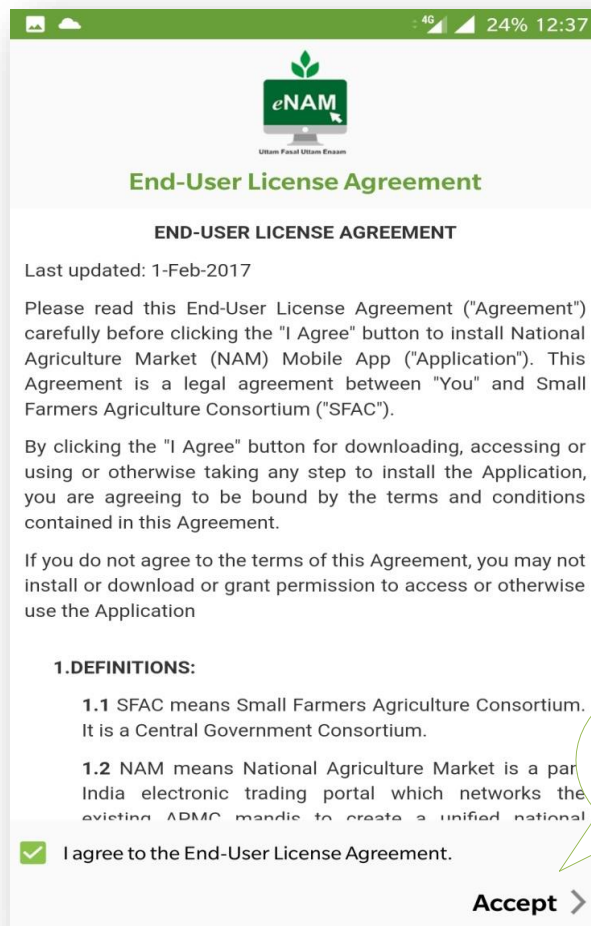 4G 24% 12:37
eNAM
Uttam Fasal Uttam Enaam
End-User License Agreement
END-USER LICENSE AGREEMENT
Last updated: 1-Feb-2017
Please read this End-User License Agreement ("Agreement")
carefully before clicking the "I Agree" button to install National
Agriculture Market (NAM) Mobile App ("Application"). This
Agreement is a legal agreement between "You" and Small
Farmers Agriculture Consortium ("SFAC").
By clicking the "I Agree" button for downloading, accessing or
using or otherwise taking any step to install the Application,
you are agreeing to be bound by the terms and conditions
contained in this Agreement.
If you do not agree to the terms of this Agreement, you may not
install or download or grant permission to access or otherwise
use the Application
1.DEFINITIONS:
1.1 SFAC means Small Farmers Agriculture Consortium.
It is a Central Government Consortium.
1.2 NAM means National Agriculture Market is a pan
India electronic trading portal which networks the
existing APMC mandis to create a unified national
I agree to the End-User License Agreement.
Accept